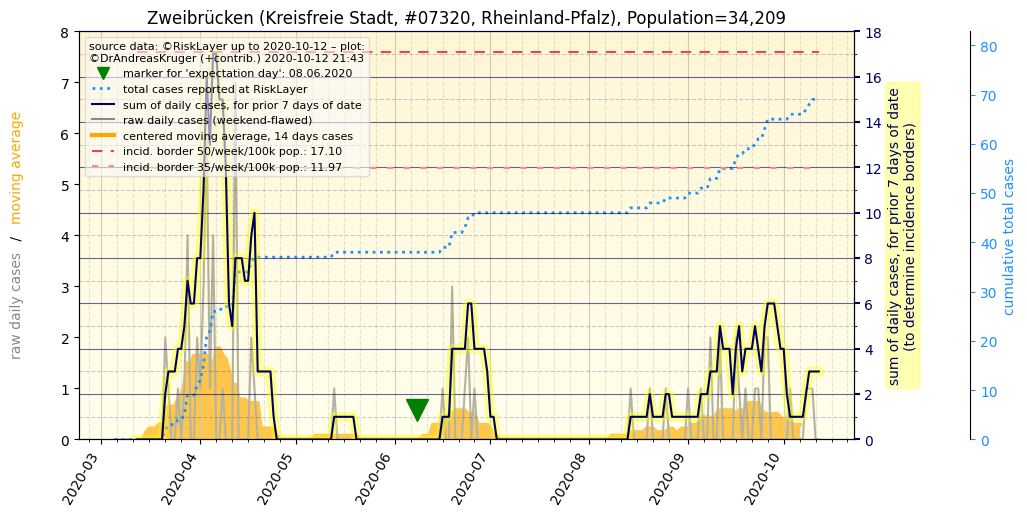 Zweibrücken (Kreisfreie Stadt, #07320, Rheinland-Pfalz), Population=34,209
source data: ©RiskLayer up to 2020-10-12 – plot:
©DrAndreasKruger (+contrib.) 2020-10-12 21:43
marker for 'expectation day': 08.06.2020
total cases reported at RiskLayer
sum of daily cases, for prior 7 days of date
raw daily cases (weekend-flawed)
centered moving average, 14 days cases
incid. border 50/week/100k pop.: 17.10
incid. border 35/week/100k pop.: 11.97
raw daily cases / moving average
8
7
6
5
4
3
2
1
0
18
16
14
12
10
8
6
4
2
0
sum of daily cases, for prior 7 days of date
(to determine incidence borders)
80
70
60
50
40
30
20
10
0
cumulative total cases
2020-03
2020-04
2020-05
2020-06
2020-07
2020-08
2020-09
2020-10